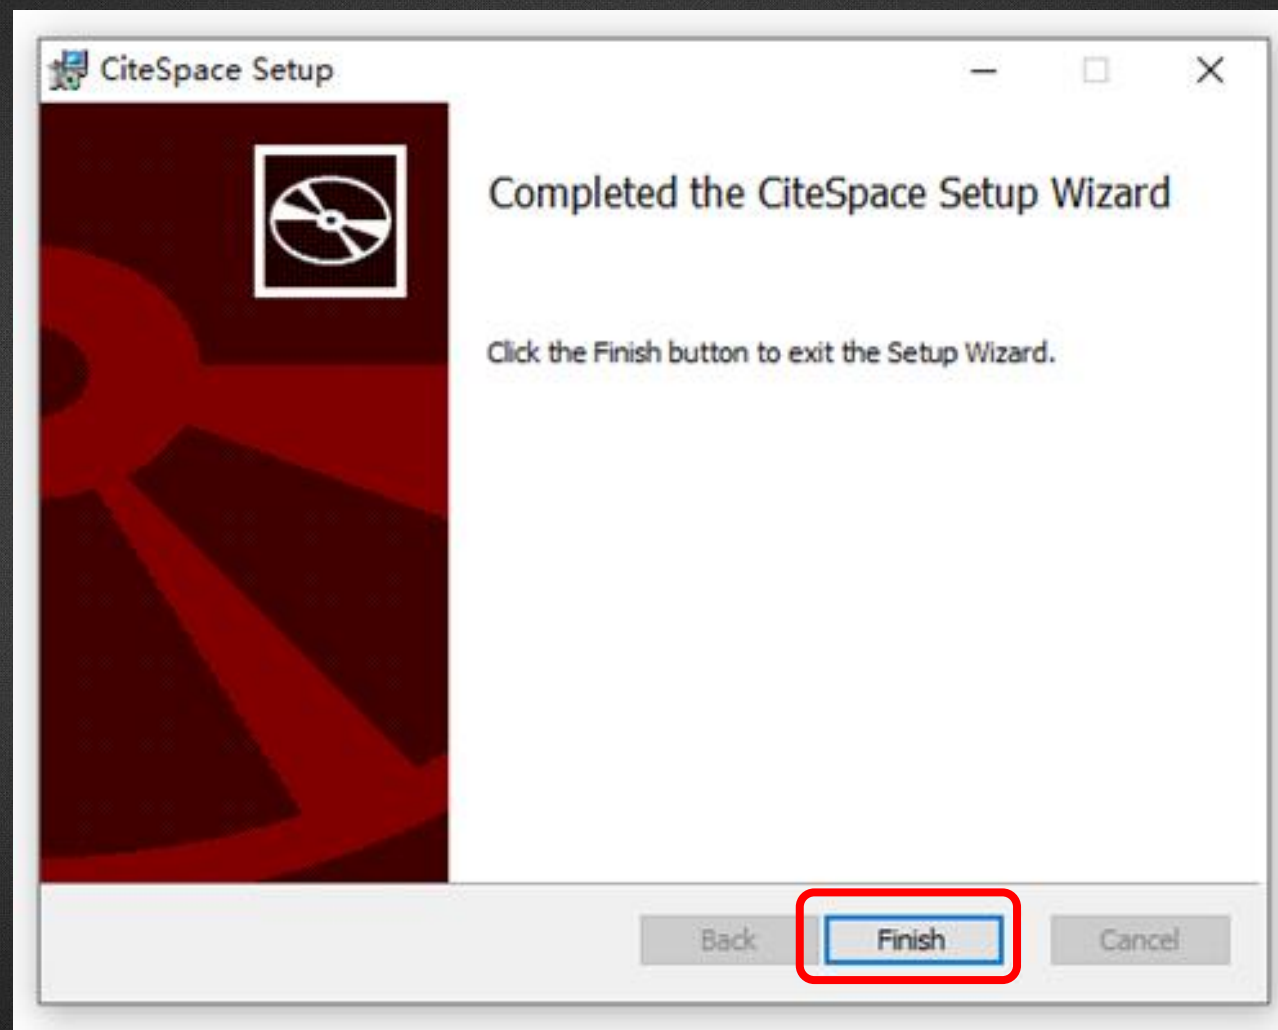 CiteSpace Setup
Completed the CiteSpace Setup Wizard
Click the Finish button to exit the Setup Wizard.
Back
Finish
Cancel